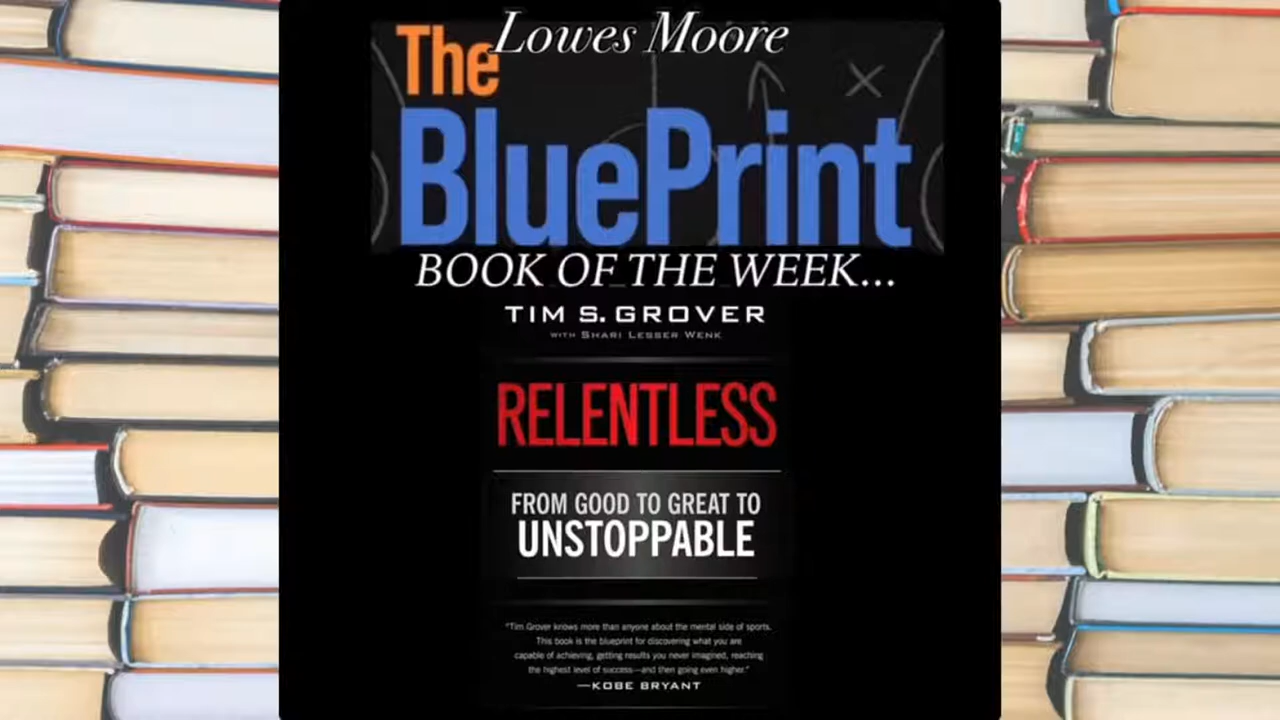 Lowes Moore
The
BluePrint
BOOK OF THE WEEK...
TIM S. GROVER
WITH SHARI LESSER WENK
RELENTLESS
FROM GOOD TO GREAT TO
UNSTOPPABLE
"Tim Grover knows more than anyone about the mental side of sports.
This book is the blueprint for discovering what you are
capable of achieving, getting results you never imagined, reaching
the highest level of success—and then going even higher."
—KOBE BRYANT